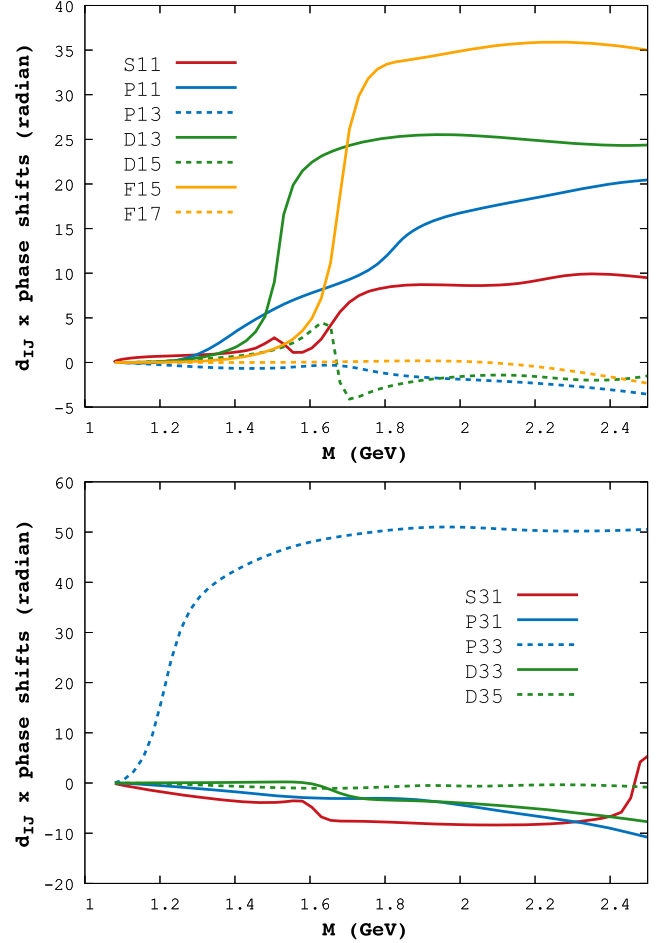 40
35
30
25
20
15
10
5
0
-5
d_IJ x phase shifts (radian)
S11
P11
P13
D13
D15
F15
F17
1 1.2 1.4 1.6 1.8 2 2.2 2.4
M (GeV)
60
50
40
30
20
10
0
-10
-20
d_IJ x phase shifts (radian)
S31
P31
P33
D33
D35
1 1.2 1.4 1.6 1.8 2 2.2 2.4
M (GeV)